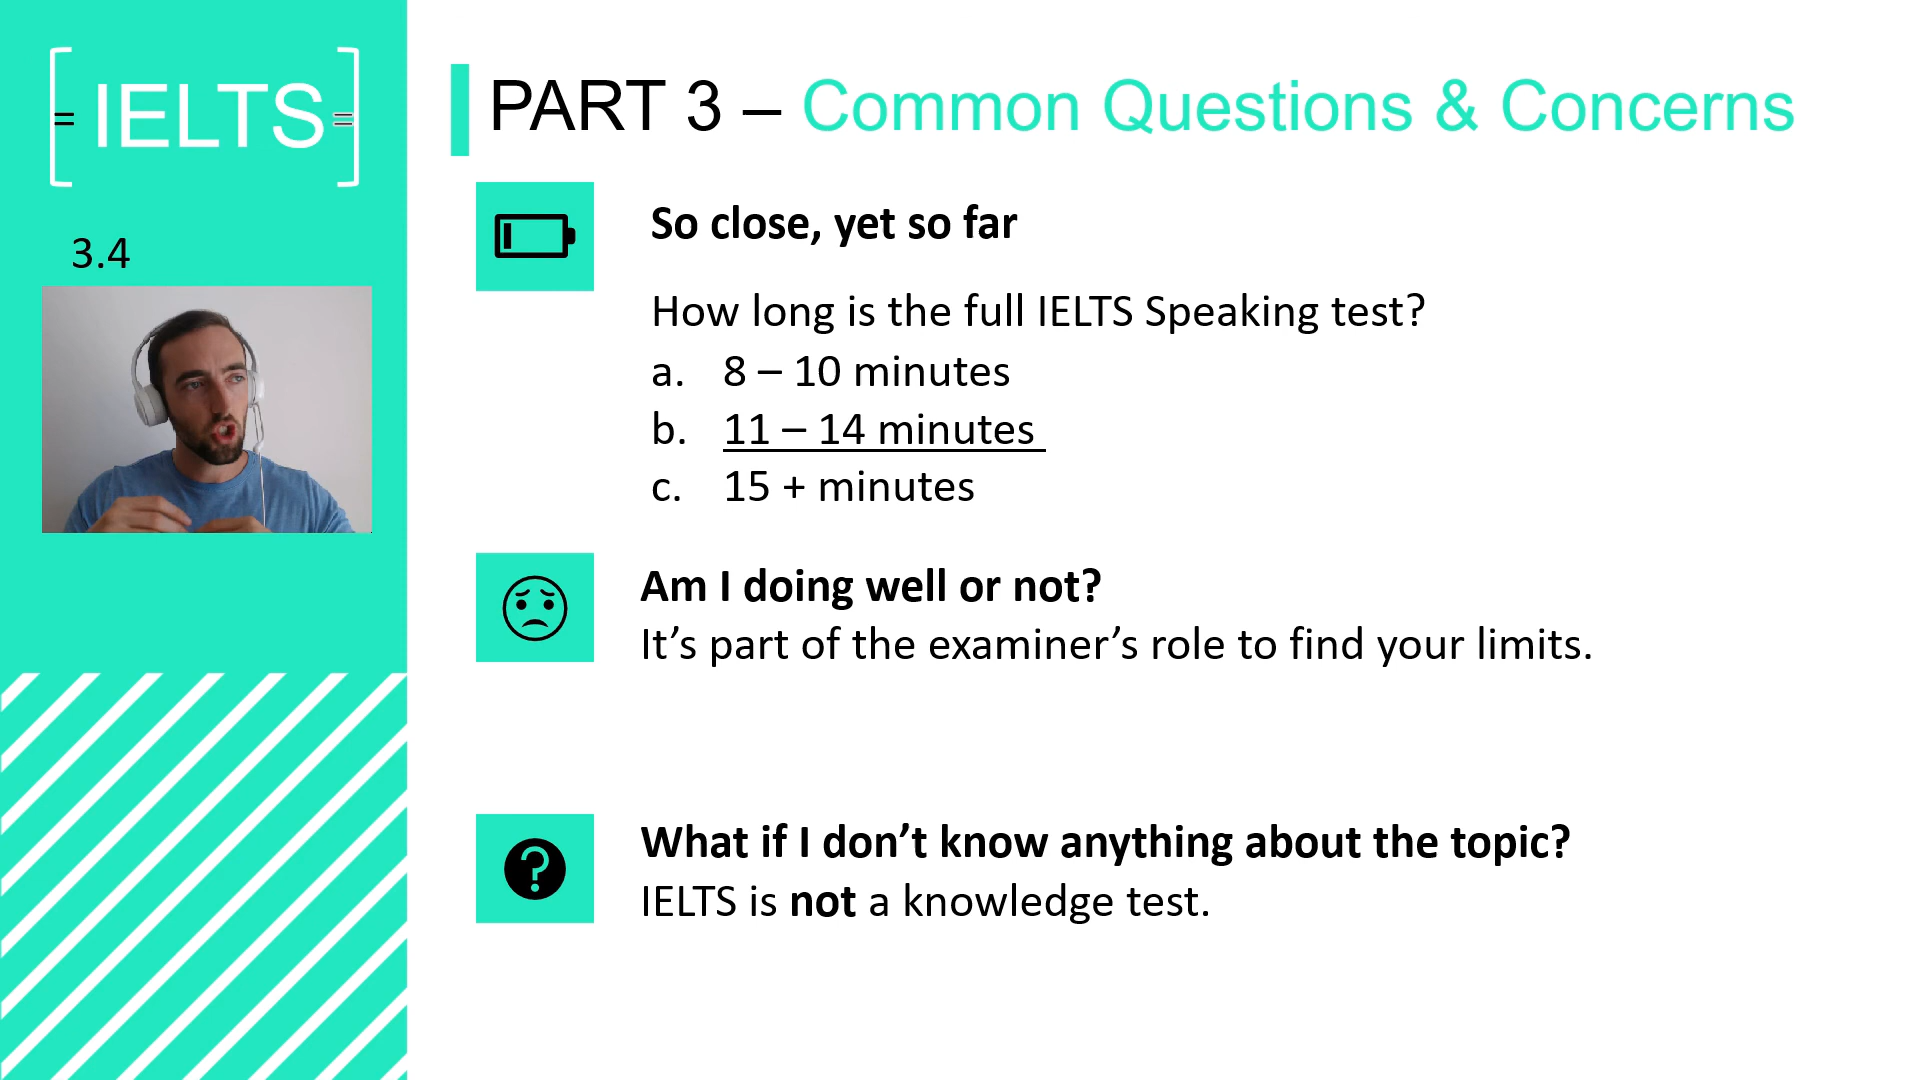 = IELTS =
PART 3 – Common Questions & Concerns
3.4
So close, yet so far
How long is the full IELTS Speaking test?
a. 8 – 10 minutes
b. 11 – 14 minutes
c. 15 + minutes
Am I doing well or not?
It’s part of the examiner’s role to find your limits.
What if I don’t know anything about the topic?
IELTS is not a knowledge test.